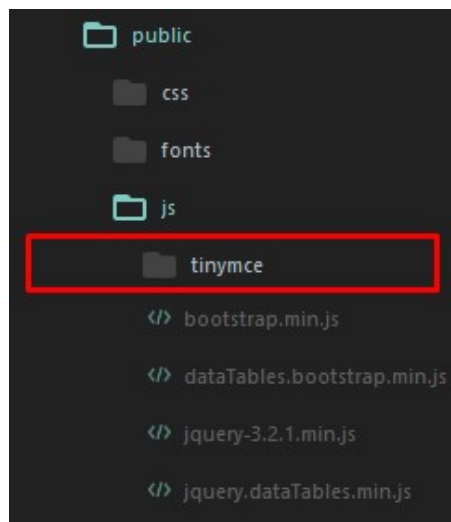 public
css
fonts
js
tinymce
bootstrap.min.js
dataTables.bootstrap.min.js
jquery-3.2.1.min.js
jquery.dataTables.min.js